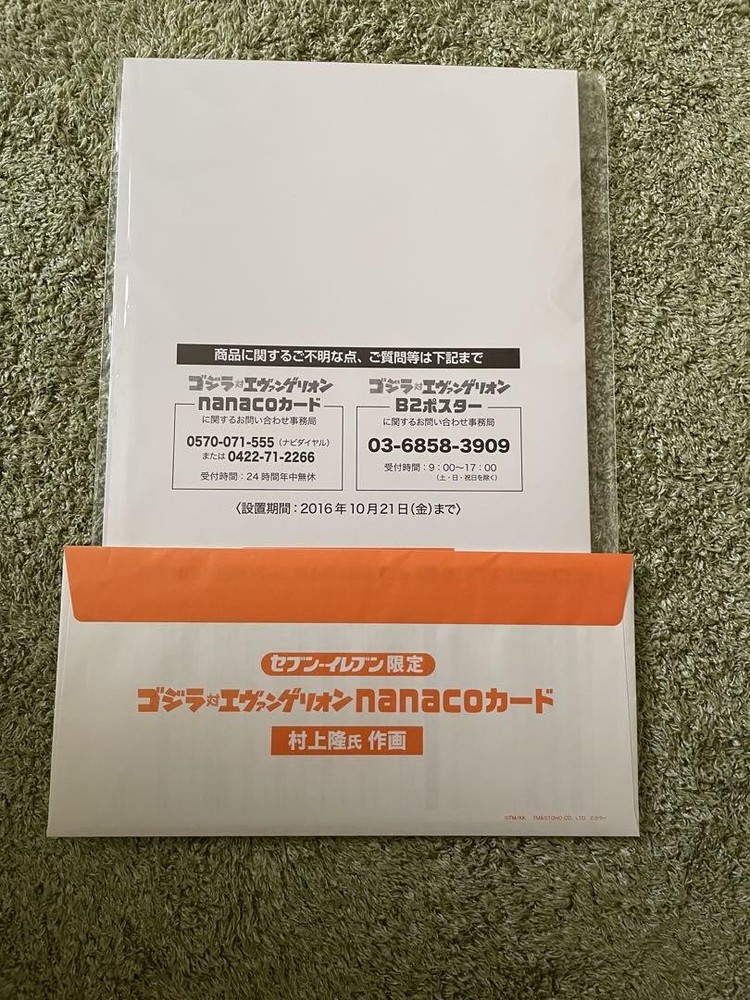 商品に関するご不明な点、ご質問等は下記まで
ゴジラ対エヴァンゲリオン
nanacoカード
に関するお問い合わせ事務局
0570-071-555（ナビダイヤル）
または 0422-71-2266
受付時間：24時間年中無休
ゴジラ対エヴァンゲリオン
B2ポスター
に関するお問い合わせ事務局
03-6858-3909
受付時間：9：00〜17：00
（土・日・祝日を除く）
〈設置期間：2016年10月21日（金）まで〉
セブン-イレブン限定
ゴジラ対エヴァンゲリオンnanacoカード
村上隆氏 作画
©TM/KK TM&©TOHO CO., LTD. ©カラー